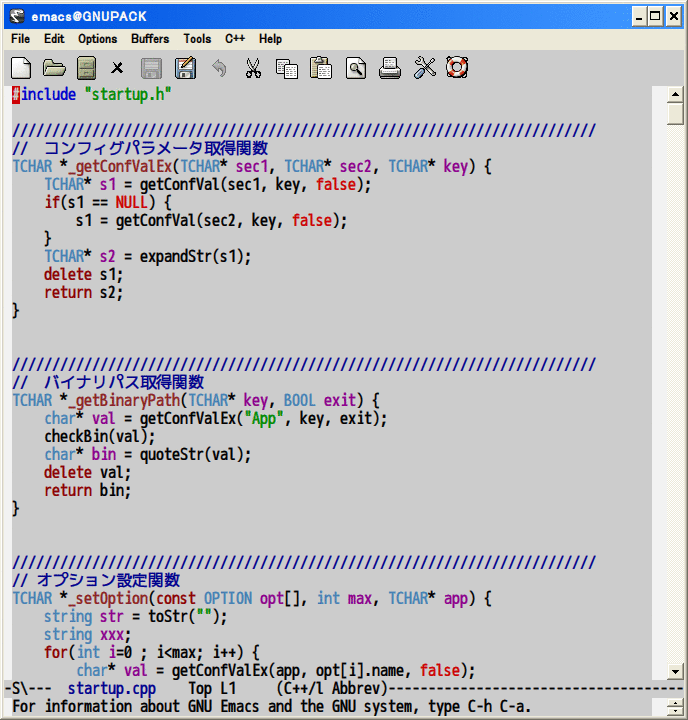 emacs@GNUPACK
File Edit Options Buffers Tools C++ Help
#include "startup.h"
//////////////////////////////////////////////////////////////////////////
//  コンフィグパラメータ取得関数
TCHAR *_getConfValEx(TCHAR* sec1, TCHAR* sec2, TCHAR* key) {
    TCHAR* s1 = getConfVal(sec1, key, false);
    if(s1 == NULL) {
        s1 = getConfVal(sec2, key, false);
    }
    TCHAR* s2 = expandStr(s1);
    delete s1;
    return s2;
}
//////////////////////////////////////////////////////////////////////////
//  バイナリパス取得関数
TCHAR *_getBinaryPath(TCHAR* key, BOOL exit) {
    char* val = getConfValEx("App", key, exit);
    checkBin(val);
    char* bin = quoteStr(val);
    delete val;
    return bin;
}
//////////////////////////////////////////////////////////////////////////
// オプション設定関数
TCHAR *_setOption(const OPTION opt[], int max, TCHAR* app) {
    string str = toStr("");
    string xxx;
    for(int i=0 ; i<max; i++) {
        char* val = getConfValEx(app, opt[i].name, false);
-S\---  startup.cpp    Top L1     (C++/l Abbrev)-------------------------------------
For information about GNU Emacs and the GNU system, type C-h C-a.